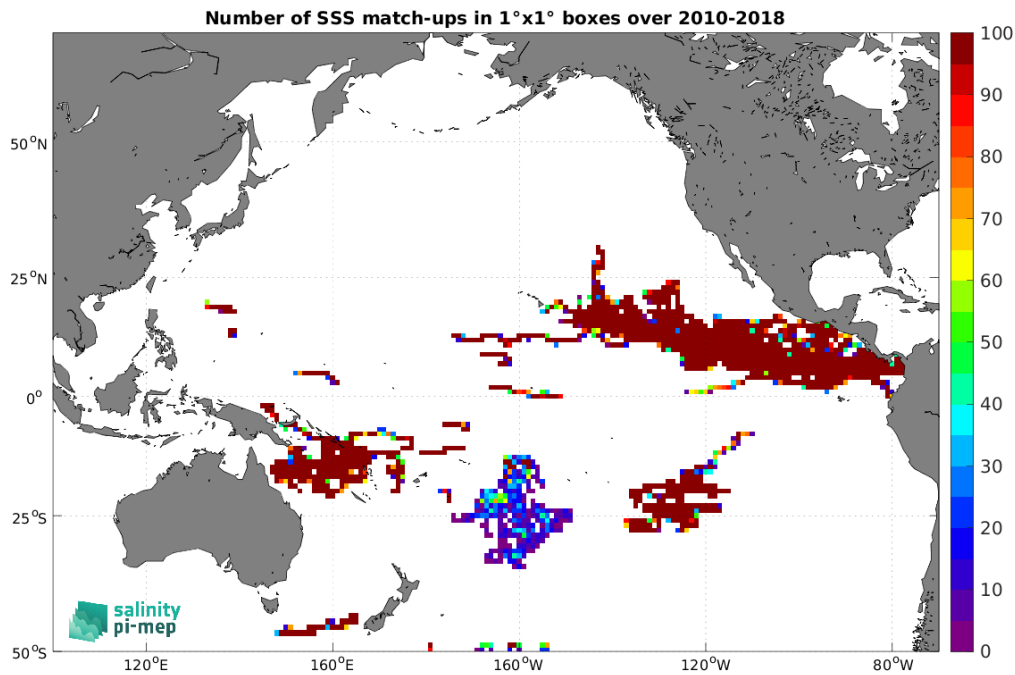 Number of SSS match-ups in 1°x1° boxes over 2010-2018
50°N
25°N
0°
25°S
50°S
120°E
160°E
160°W
120°W
80°W
100
90
80
70
60
50
40
30
20
10
0
salinity
pi-mep